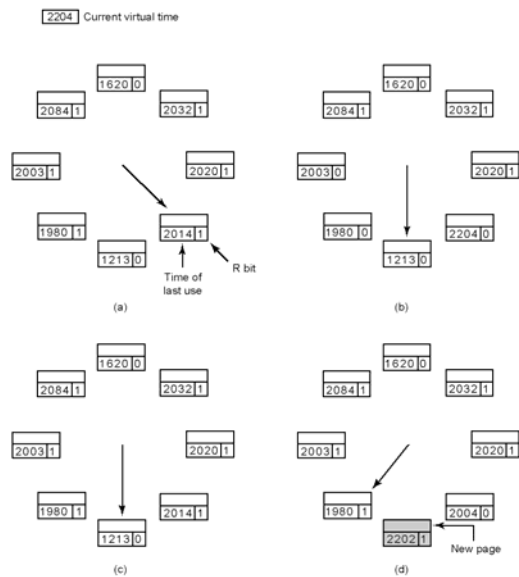 2204 Current virtual time
1620 0 1620 0
2084 1 2032 1 2084 1 2032 1
2003 1 2020 1 2003 0 2020 1
1980 1 2014 1 1980 0 2204 0
1213 0 1213 0
Time of
last use
R bit
(a) (b)
1620 0 1620 0
2084 1 2032 1 2084 1 2032 1
2003 1 2020 1 2003 1 2020 1
1980 1 2014 1 1980 1 2004 0
1213 0 2202 1
New page
(c) (d)